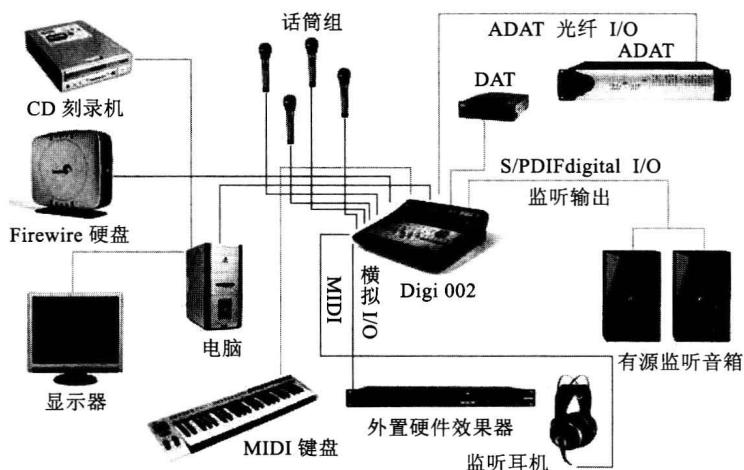 话筒组
ADAT 光纤 I/O
ADAT
DAT
CD 刻录机
S/PDIFdigital I/O
监听输出
Firewire 硬盘
Digi 002
MIDI
横拟 I/O
电脑
有源监听音箱
显示器
外置硬件效果器
MIDI 键盘
监听耳机